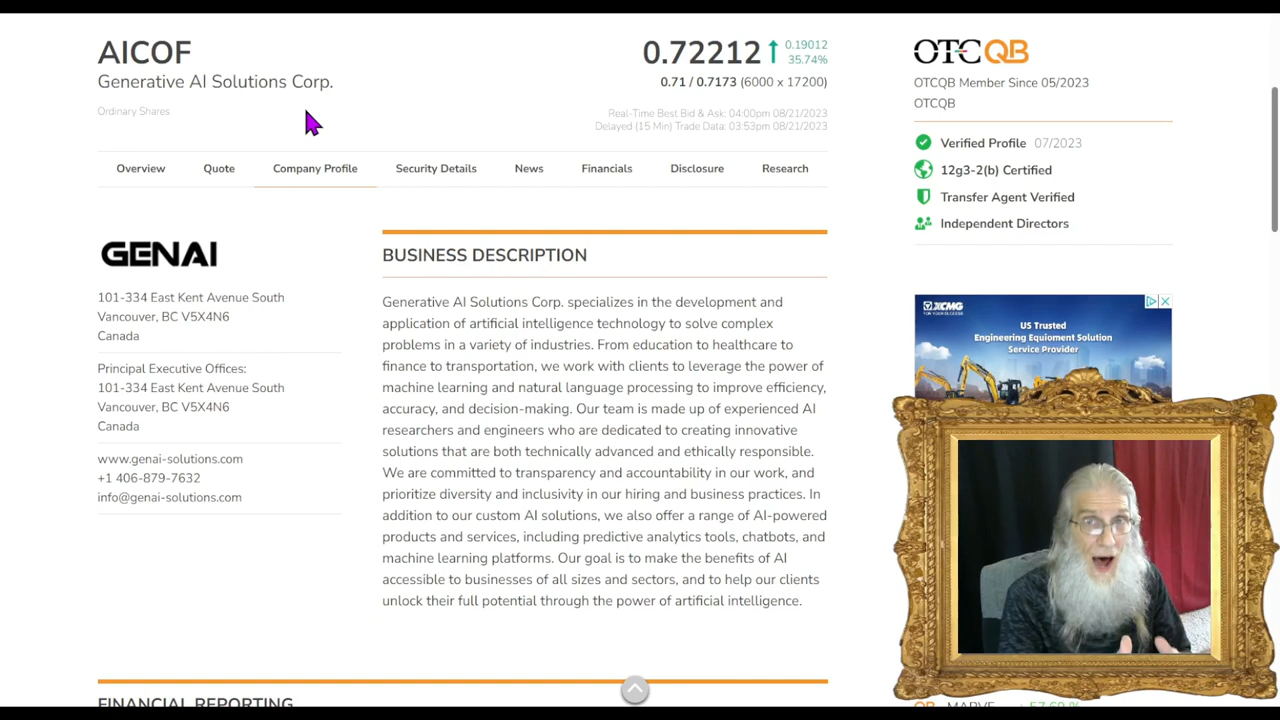 AICOF
Generative AI Solutions Corp.
Ordinary Shares
0.72212
0.19012
35.74%
0.71 / 0.7173 (6000 x 17200)
Real-Time Best Bid & Ask: 04:00pm 08/21/2023
Delayed (15 Min) Trade Data: 03:53pm 08/21/2023
OTCQB
OTCQB Member Since 05/2023
OTCQB
Verified Profile 07/2023
12g3-2(b) Certified
Transfer Agent Verified
Independent Directors
Overview Quote Company Profile Security Details News Financials Disclosure Research
GENAI
101-334 East Kent Avenue South
Vancouver, BC V5X4N6
Canada
Principal Executive Offices:
101-334 East Kent Avenue South
Vancouver, BC V5X4N6
Canada
www.genai-solutions.com
+1 406-879-7632
info@genai-solutions.com
BUSINESS DESCRIPTION
Generative AI Solutions Corp. specializes in the development and
application of artificial intelligence technology to solve complex
problems in a variety of industries. From education to healthcare to
finance to transportation, we work with clients to leverage the power of
machine learning and natural language processing to improve efficiency,
accuracy, and decision-making. Our team is made up of experienced AI
researchers and engineers who are dedicated to creating innovative
solutions that are both technically advanced and ethically responsible.
We are committed to transparency and accountability in our work, and
prioritize diversity and inclusivity in our hiring and business practices. In
addition to our custom AI solutions, we also offer a range of AI-powered
products and services, including predictive analytics tools, chatbots, and
machine learning platforms. Our goal is to make the benefits of AI
accessible to businesses of all sizes and sectors, and to help our clients
unlock their full potential through the power of artificial intelligence.
XCMG
FOR YOUR SUCCESS
US Trusted
Engineering Equioment Solution
Service Provider
FINANCIAL REPORTING